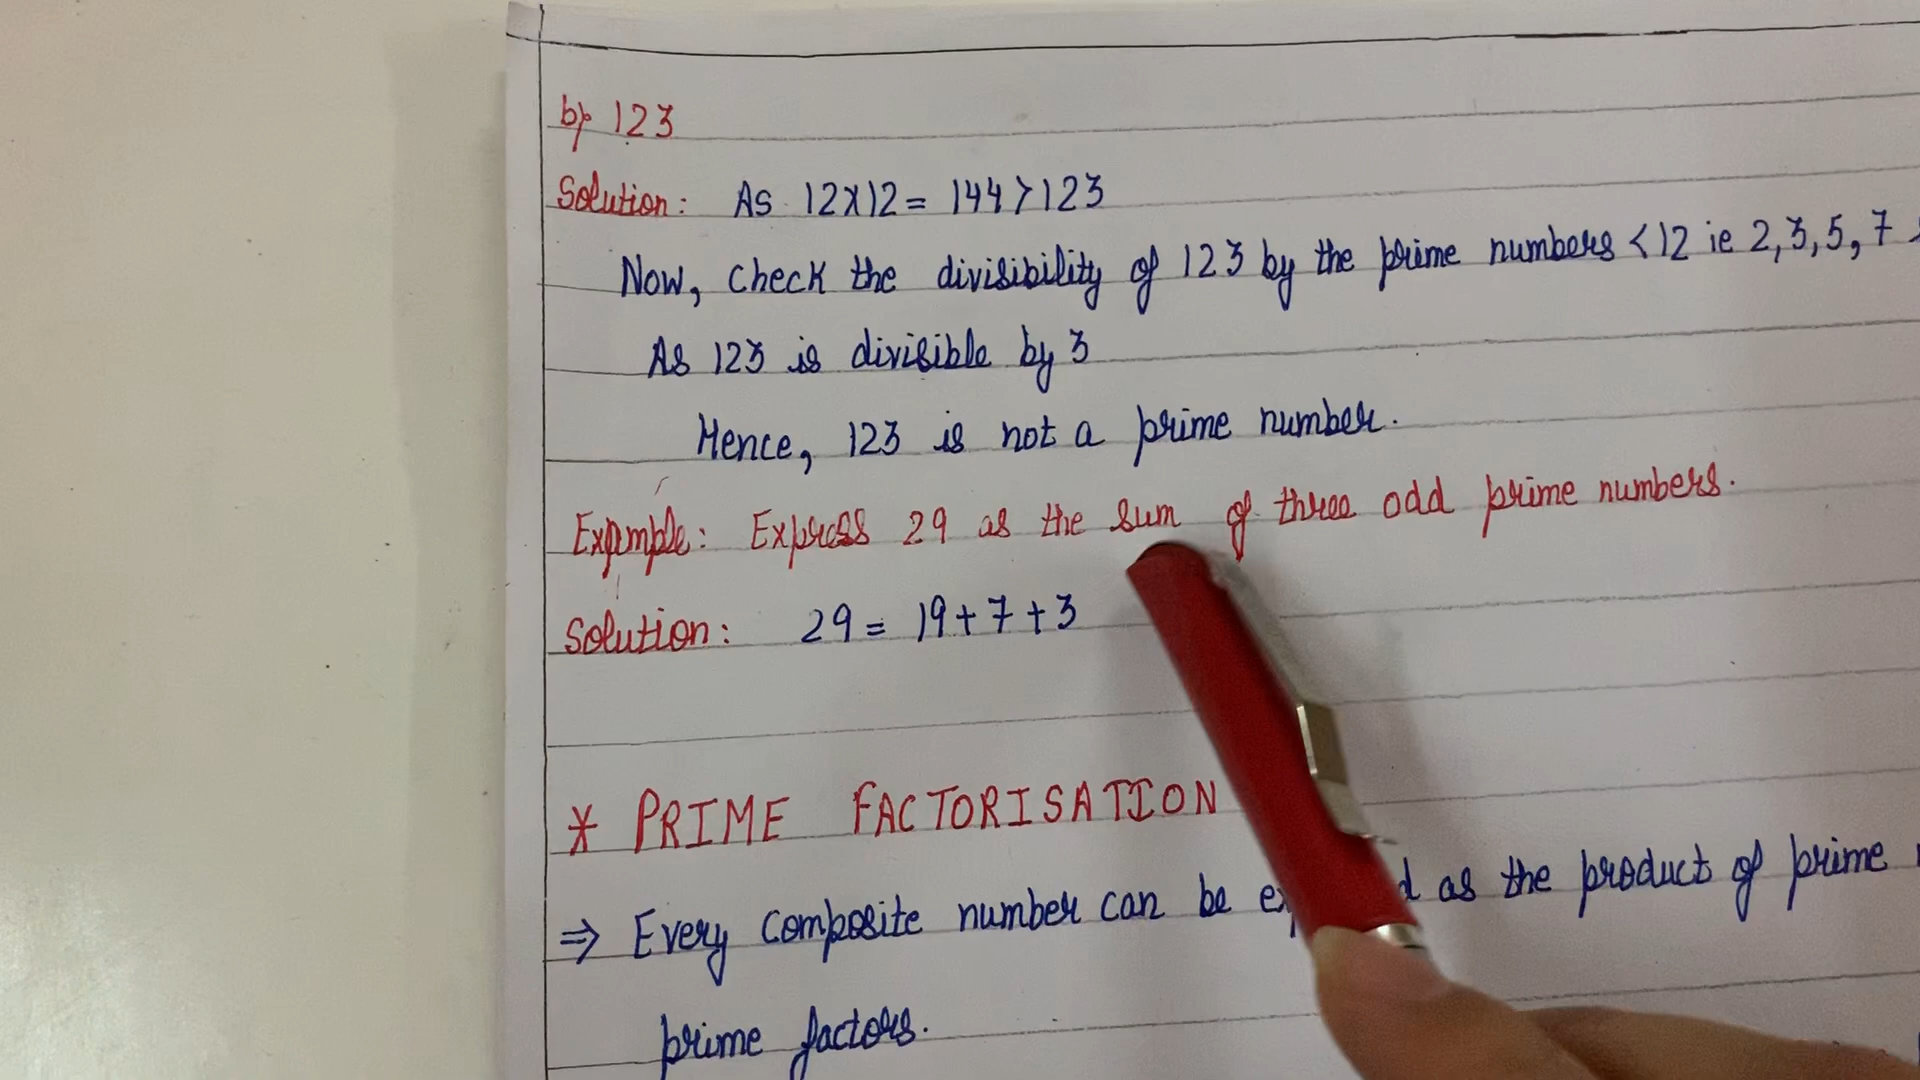 b) 123
Solution: As 12x12 = 144 > 123
Now, check the divisibility of 123 by the prime numbers < 12 ie 2, 3, 5, 7
As 123 is divisible by 3
Hence, 123 is not a prime number.
Example: Express 29 as the sum of three odd prime numbers.
Solution: 29 = 19 + 7 + 3
* PRIME FACTORISATION
⇒ Every composite number can be as the product of prime
prime factors.